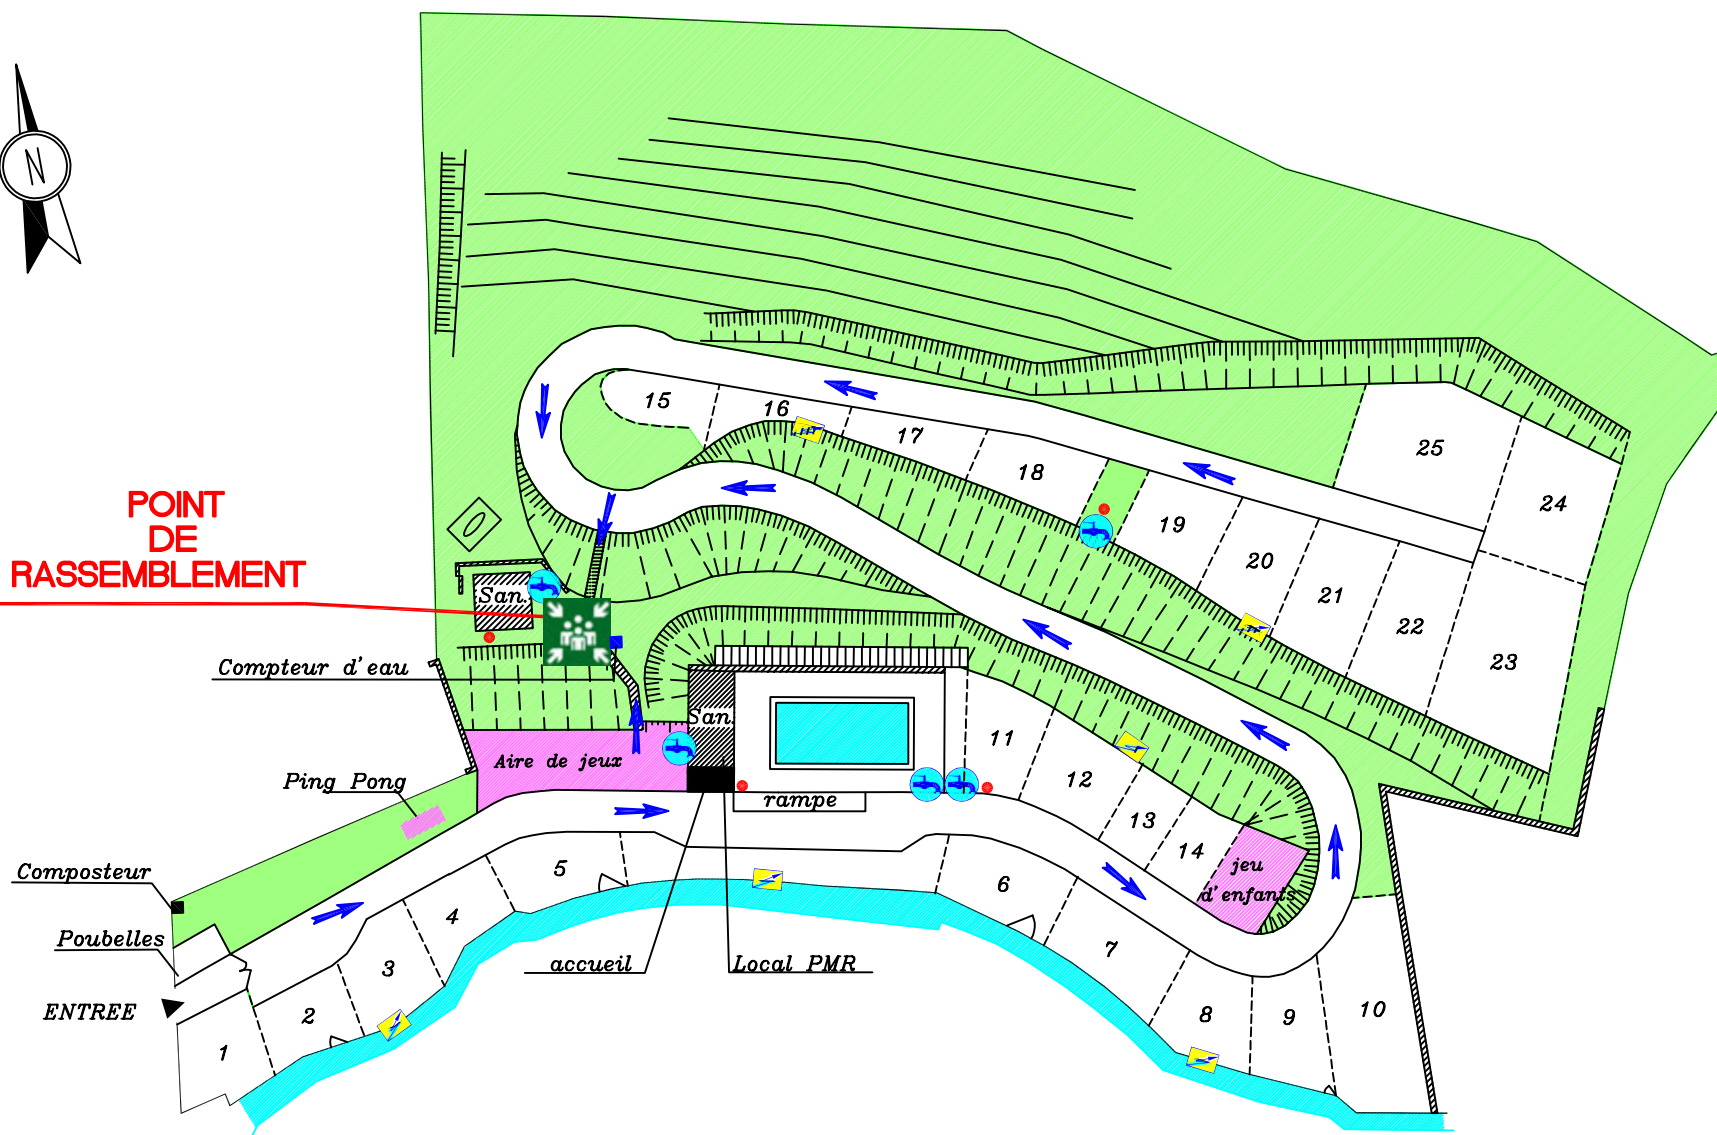 N
15
16
17
18
25
24
19
20
21
22
23
POINT
DE
RASSEMBLEMENT
San.
Compteur d'eau
San.
Aire de jeux
Ping Pong
rampe
11
12
13
14
jeu
d'enfants
Composteur
Poubelles
ENTREE
accueil
Local PMR
1
2
3
4
5
6
7
8
9
10